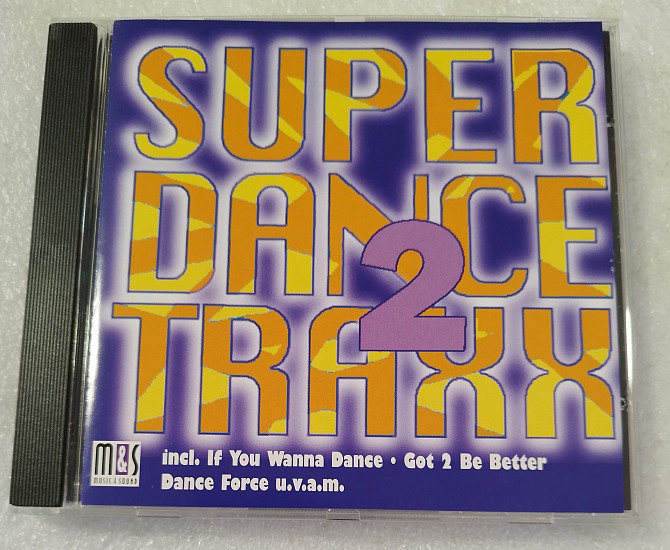 SUPER
DANCE
2
TRAXX
M&S
MUSIC & SOUND
incl. If You Wanna Dance • Got 2 Be Better
Dance Force u.v.a.m.